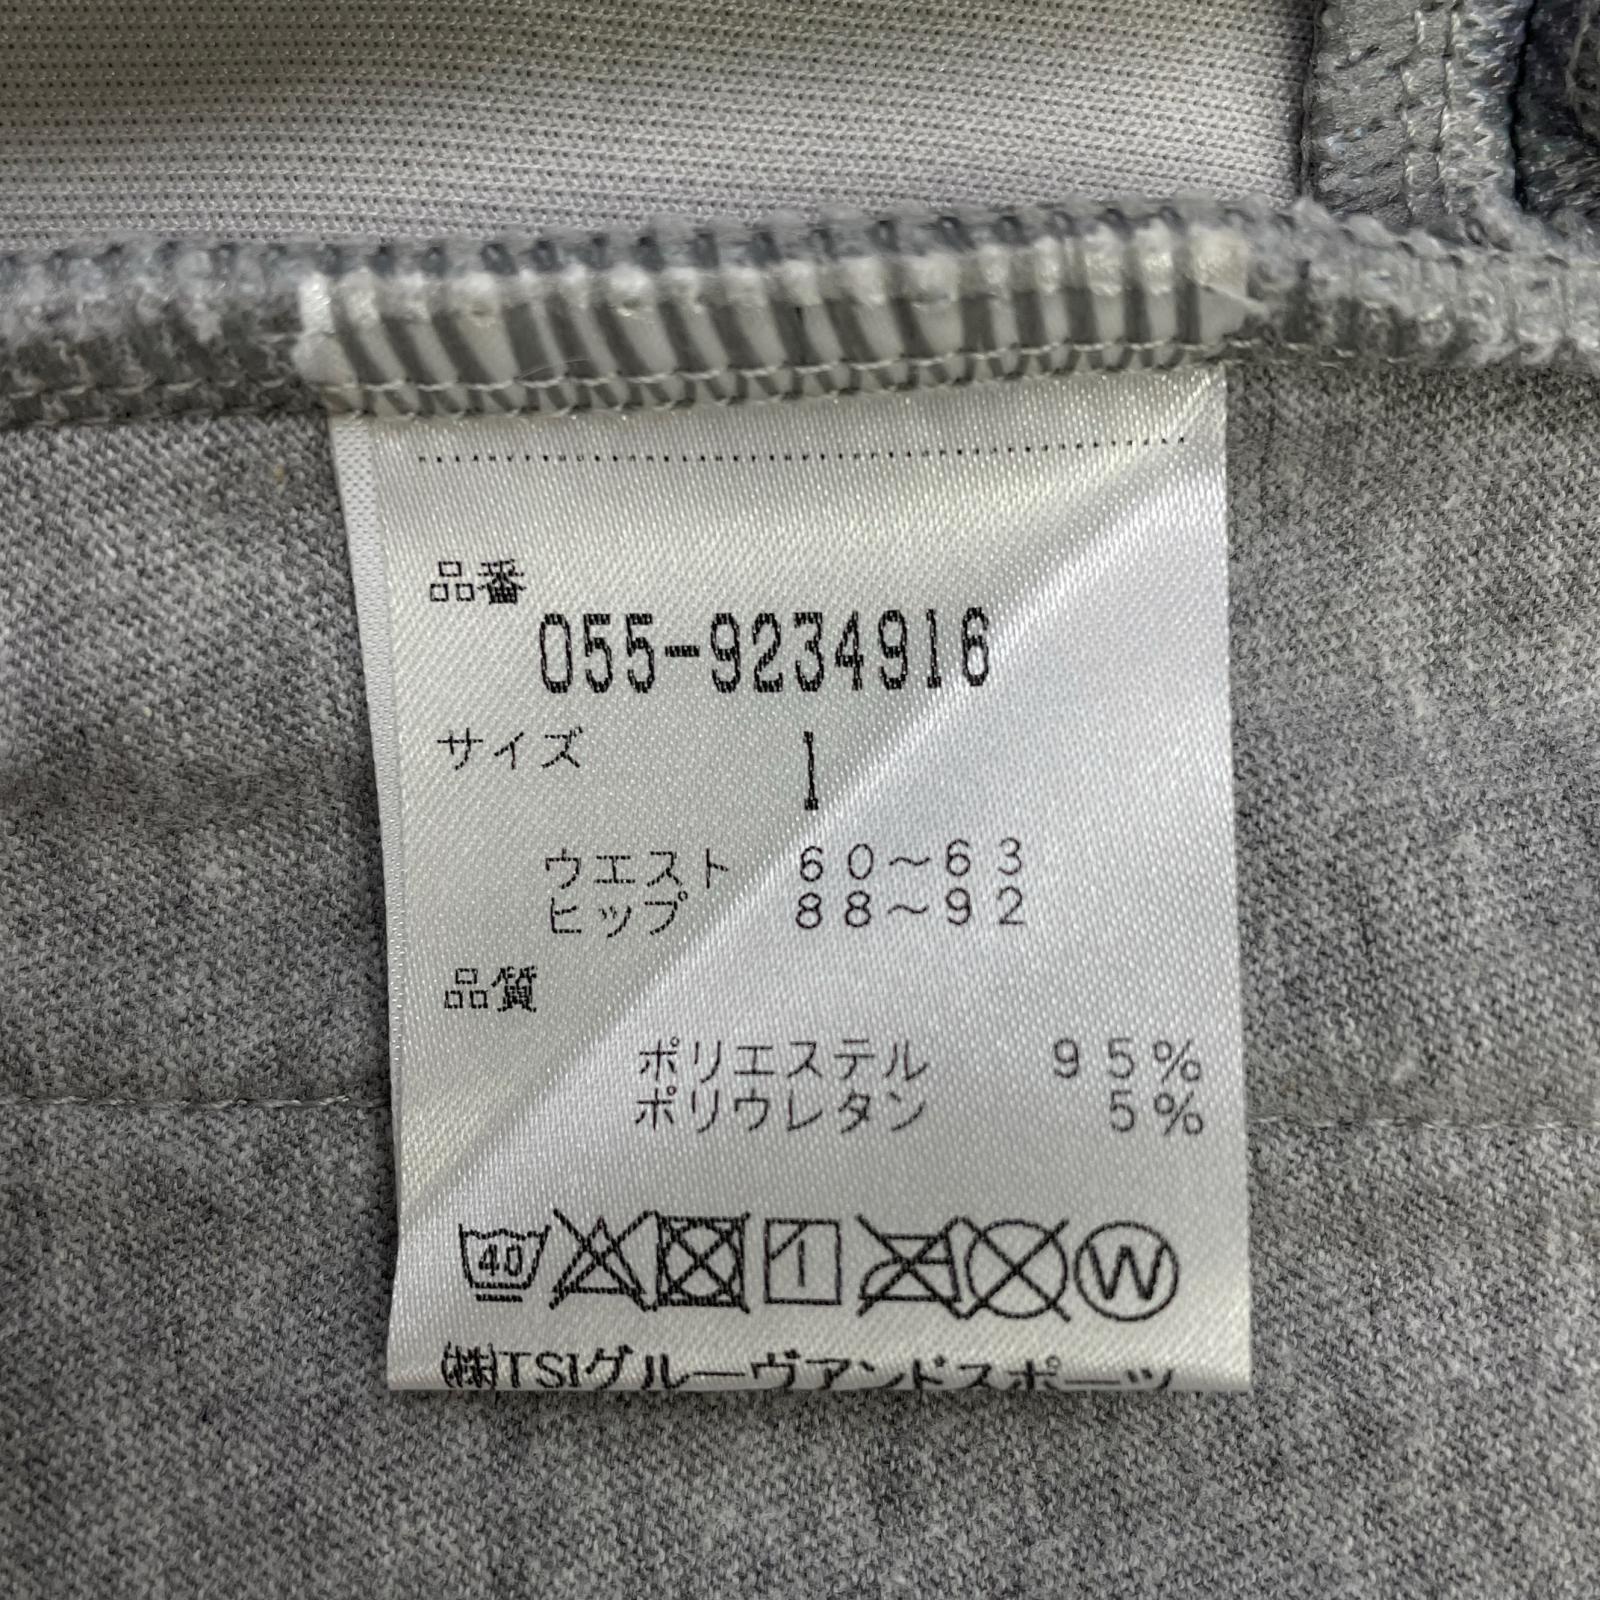 品番
055-9234916
サイズ 1
ウエスト 60～63
ヒップ 88～92
品質
ポリエステル 95%
ポリウレタン 5%
40 1 W
㈱TSIグルーヴアンドスポーツ